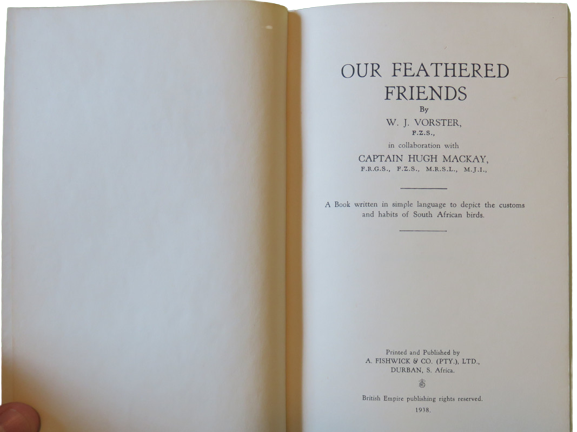 OUR FEATHERED
FRIENDS
By
W. J. VORSTER,
F.Z.S.,
in collaboration with
CAPTAIN HUGH MACKAY,
F.R.G.S., F.Z.S., M.R.S.L., M.J.I.,
A Book written in simple language to depict the customs
and habits of South African birds.
Printed and Published by
A. FISHWICK & CO. (PTY.), LTD.,
DURBAN, S. Africa.
British Empire publishing rights reserved.
1938.